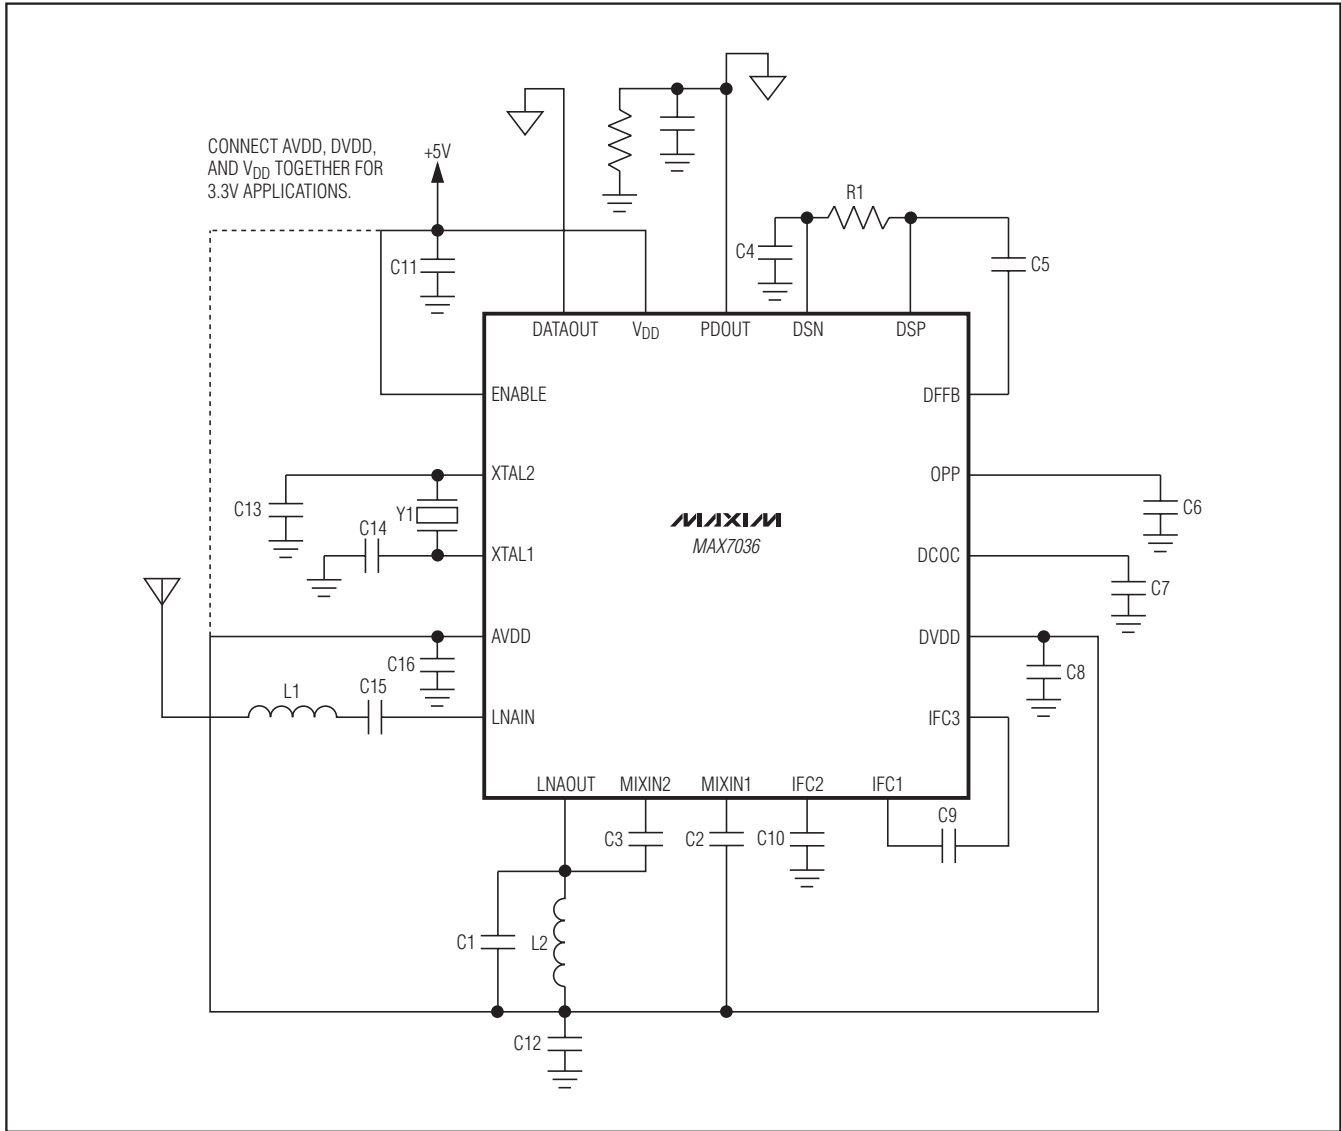 CONNECT AVDD, DVDD,
AND VDD TOGETHER FOR
3.3V APPLICATIONS.
+5V
R1
C4
C5
C11
DATAOUT
VDD
PDOUT
DSN
DSP
ENABLE
DFFB
XTAL2
OPP
C13
Y1
C14
C6
MAXIM
MAX7036
XTAL1
DCOC
C7
AVDD
DVDD
C16
C8
L1
C15
LNAIN
IFC3
LNAOUT
MIXIN2
MIXIN1
IFC2
IFC1
C3
C2
C10
C9
C1
L2
C12